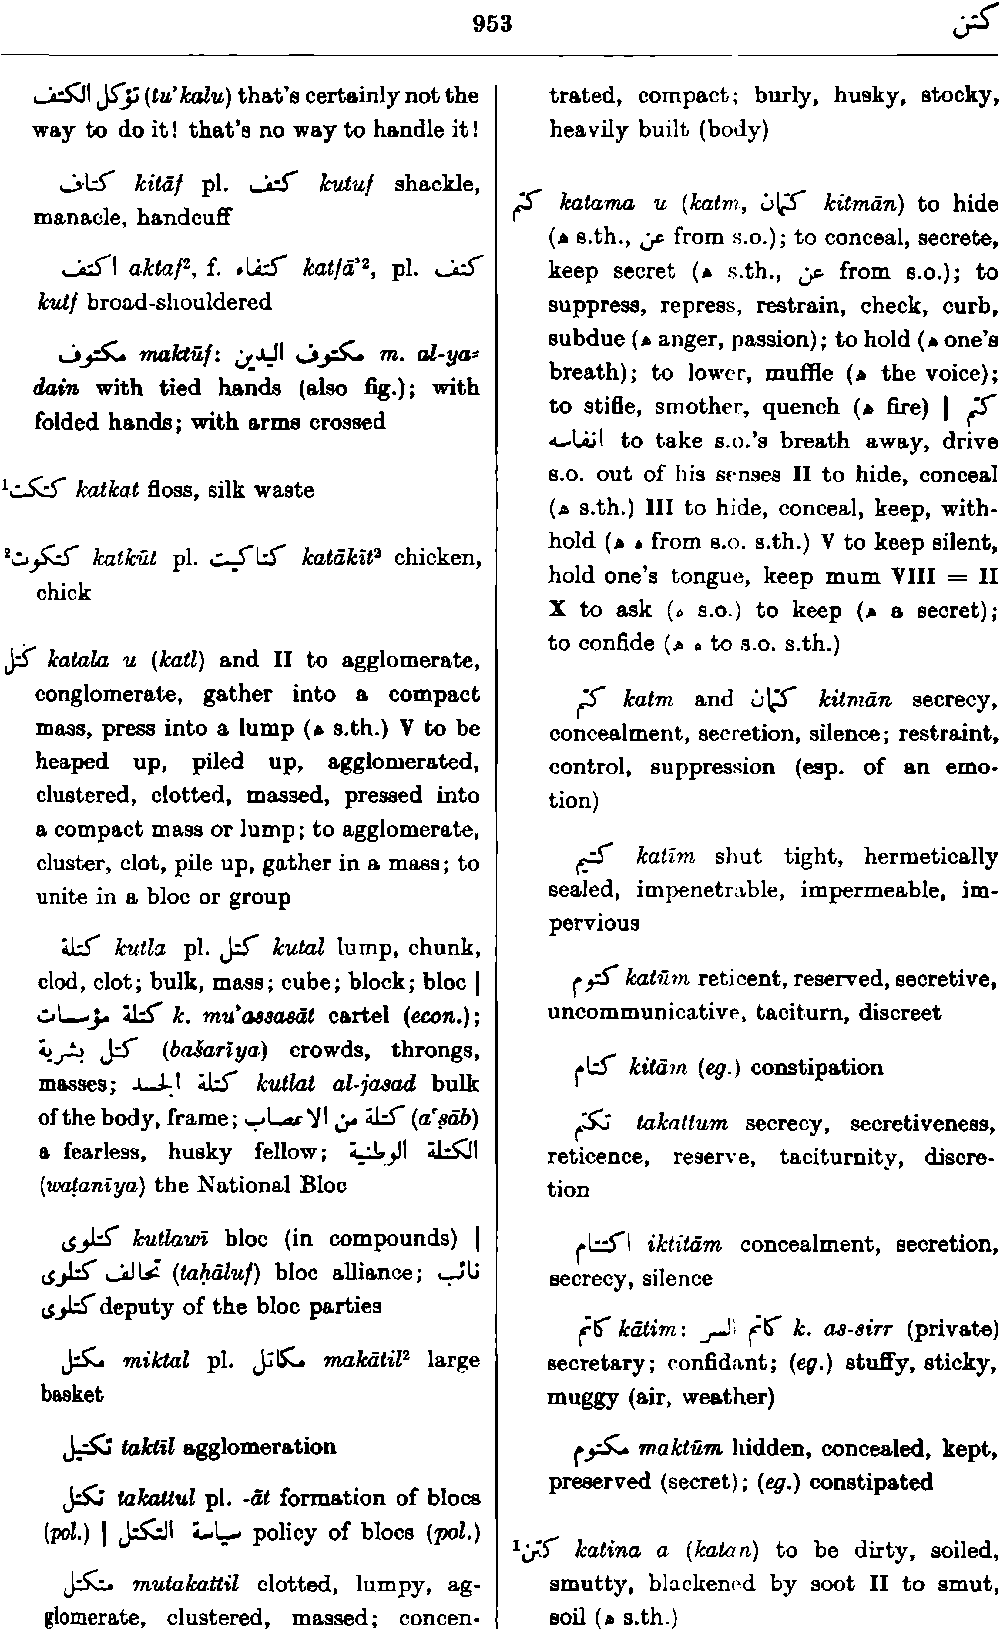 953
كتن
تؤكل الكتف (tu'kalu) that's certainly not the
way to do it! that's no way to handle it!
كتاف kitāf pl. كتف kutuf shackle,
manacle, handcuff
اكتف aktaf², f. كتفاء katfā'², pl. كتف
kutf broad-shouldered
مكتوف maktūf: مكتوف اليدين m. al-ya=
dain with tied hands (also fig.); with
folded hands; with arms crossed
¹كتكت katkat floss, silk waste
²كتكوت katkūt pl. كتاكيت katākīt² chicken,
chick
كتل katala u (katl) and II to agglomerate,
conglomerate, gather into a compact
mass, press into a lump (ه s.th.) V to be
heaped up, piled up, agglomerated,
clustered, clotted, massed, pressed into
a compact mass or lump; to agglomerate,
cluster, clot, pile up, gather in a mass; to
unite in a bloc or group
كتلة kutla pl. كتل kutal lump, chunk,
clod, clot; bulk, mass; cube; block; bloc |
كتلة مؤسسات k. mu'assasāt cartel (econ.);
كتل بشرية (bašarīya) crowds, throngs,
masses; كتلة الجسد kutlat al-jasad bulk
of the body, frame; كتلة من الاعصاب (a'ṣāb)
a fearless, husky fellow; الكتلة الوطنية
(waṭanīya) the National Bloc
كتلوى kutlawī bloc (in compounds) |
تحالف كتلوى (taḥāluf) bloc alliance; نائب
كتلوى deputy of the bloc parties
مكتل miktal pl. مكاتل makātil² large
basket
تكتيل taktīl agglomeration
تكتل takattul pl. -āt formation of blocs
(pol.) | سياسة التكتل policy of blocs (pol.)
متكتل mutakattil clotted, lumpy, ag-
glomerate, clustered, massed; concen-
trated, compact; burly, husky, stocky,
heavily built (body)
كتم katama u (katm, كتمان kitmān) to hide
(ه s.th., عن from s.o.); to conceal, secrete,
keep secret (ه s.th., عن from s.o.); to
suppress, repress, restrain, check, curb,
subdue (ه anger, passion); to hold (ه one's
breath); to lower, muffle (ه the voice);
to stifle, smother, quench (ه fire) | كتم
انفاسه to take s.o.'s breath away, drive
s.o. out of his senses II to hide, conceal
(ه s.th.) III to hide, conceal, keep, with-
hold (ه ه from s.o. s.th.) V to keep silent,
hold one's tongue, keep mum VIII = II
X to ask (ه s.o.) to keep (ه a secret);
to confide (ه ه to s.o. s.th.)
كتم katm and كتمان kitmān secrecy,
concealment, secretion, silence; restraint,
control, suppression (esp. of an emo-
tion)
كتيم katīm shut tight, hermetically
sealed, impenetrable, impermeable, im-
pervious
كتوم katūm reticent, reserved, secretive,
uncommunicative, taciturn, discreet
كتام kitām (eg.) constipation
تكتم takattum secrecy, secretiveness,
reticence, reserve, taciturnity, discre-
tion
اكتتام iktitām concealment, secretion,
secrecy, silence
كاتم kātim: كاتم السر k. as-sirr (private)
secretary; confidant; (eg.) stuffy, sticky,
muggy (air, weather)
مكتوم maktūm hidden, concealed, kept,
preserved (secret); (eg.) constipated
¹كتن katina a (katan) to be dirty, soiled,
smutty, blackened by soot II to smut,
soil (ه s.th.)